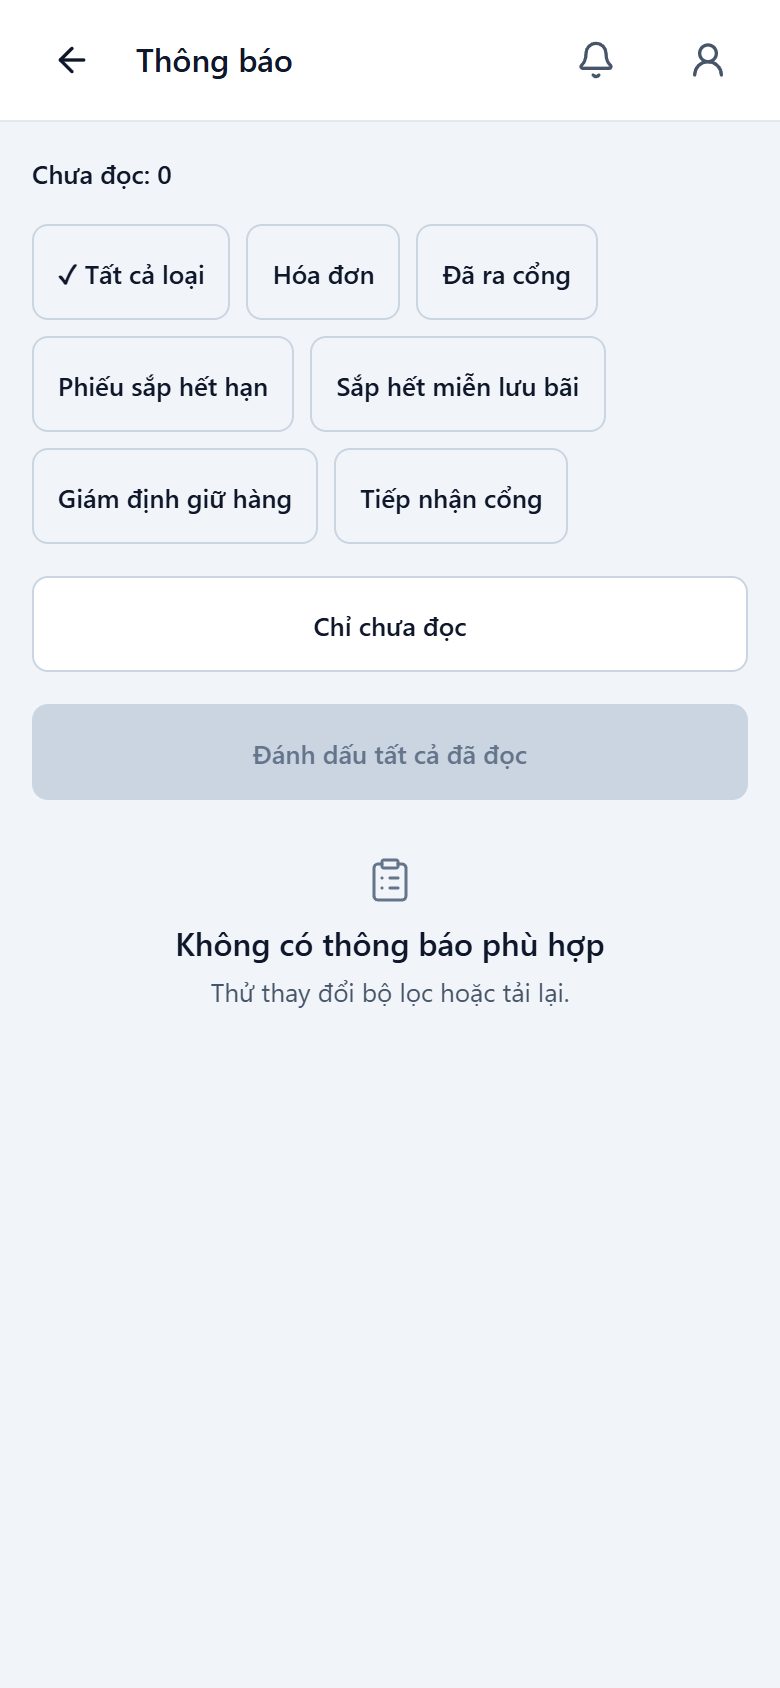 Thông báo
Chưa đọc: 0
✓ Tất cả loại
Hóa đơn
Đã ra cổng
Phiếu sắp hết hạn
Sắp hết miễn lưu bãi
Giám định giữ hàng
Tiếp nhận cổng
Chỉ chưa đọc
Đánh dấu tất cả đã đọc
Không có thông báo phù hợp
Thử thay đổi bộ lọc hoặc tải lại.